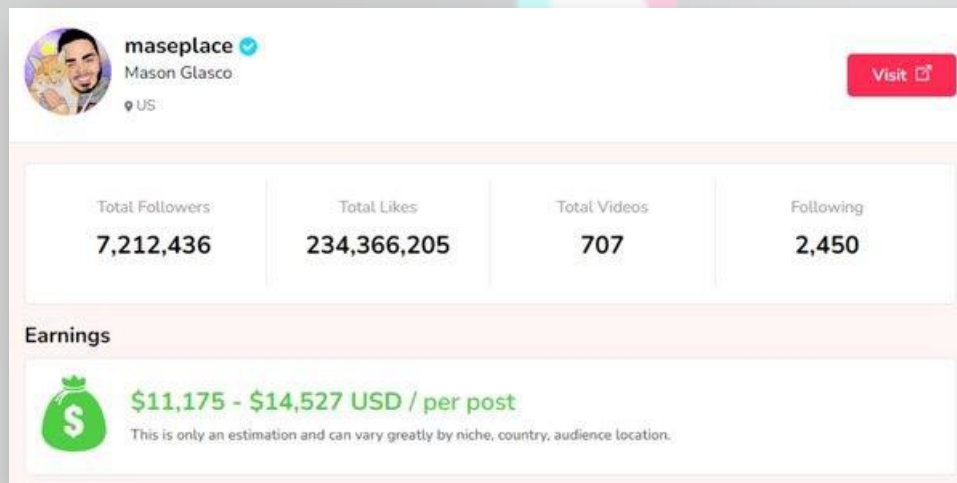 maseplace
Mason Glasco
US
Visit
Total Followers
Total Likes
Total Videos
Following
7,212,436
234,366,205
707
2,450
Earnings
$
$11,175 - $14,527 USD / per post
This is only an estimation and can vary greatly by niche, country, audience location.